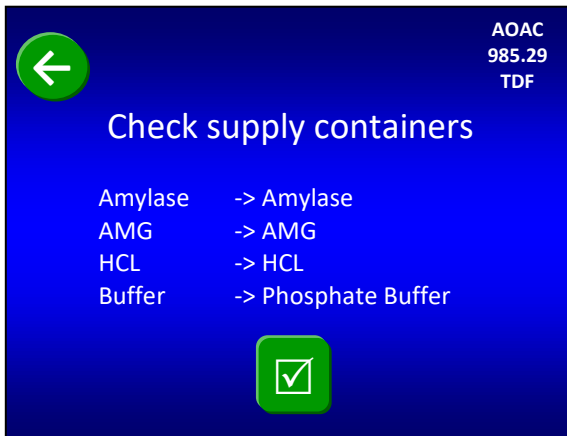 AOAC
985.29
TDF
Check supply containers
Amylase -> Amylase
AMG -> AMG
HCL -> HCL
Buffer -> Phosphate Buffer